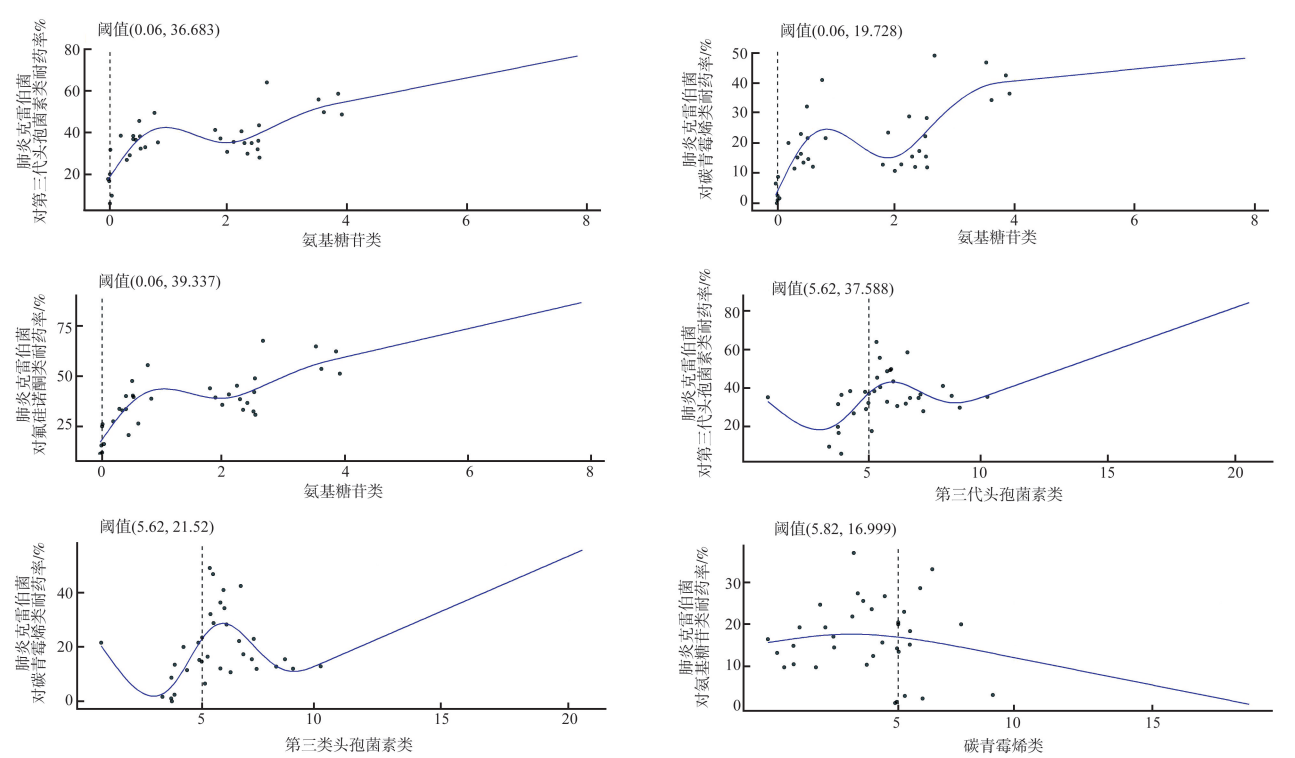 阈值(0.06, 36.683)
肺炎克雷伯菌
对第三代头孢菌素类耐药率/%
80
60
40
20
0
2
4
6
8
氨基糖苷类
阈值(0.06, 19.728)
肺炎克雷伯菌
对碳青霉烯类耐药率/%
50
40
30
20
10
0
0
2
4
6
8
氨基糖苷类
阈值(0.06, 39.337)
肺炎克雷伯菌
对氟硅诺酮类耐药率/%
75
50
25
0
2
4
6
8
氨基糖苷类
阈值(5.62, 37.588)
肺炎克雷伯菌
对第三代头孢菌素类耐药率/%
80
60
40
20
5
10
15
20
第三代头孢菌素类
阈值(5.62, 21.52)
肺炎克雷伯菌
对碳青霉烯类耐药率/%
40
20
0
5
10
15
20
第三类头孢菌素类
阈值(5.82, 16.999)
肺炎克雷伯菌
对氨基糖苷类耐药率/%
30
20
10
0
5
10
15
碳青霉烯类